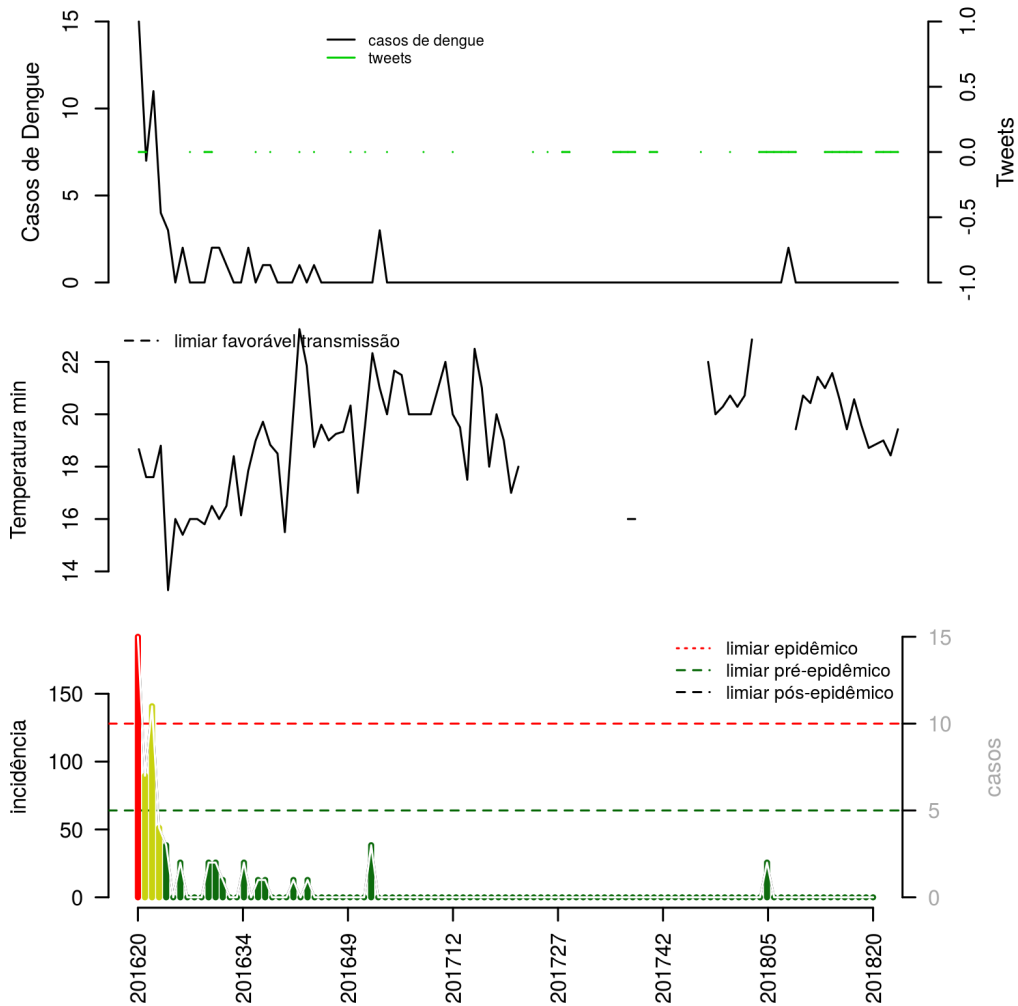 casos de dengue
tweets
Casos de Dengue
15
10
5
0
Tweets
1.0
0.5
0.0
-0.5
-1.0
limiar favorável transmissão
Temperatura min
22
20
18
16
14
limiar epidêmico
limiar pré-epidêmico
limiar pós-epidêmico
incidência
150
100
50
0
casos
15
10
5
0
201620
201634
201649
201712
201727
201742
201805
201820